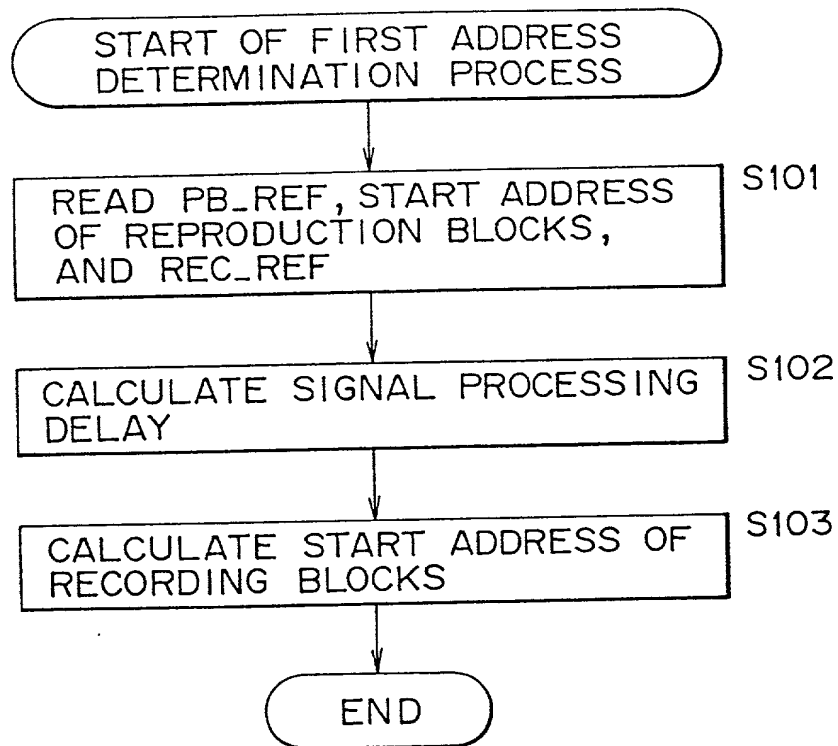 START OF FIRST ADDRESS
DETERMINATION PROCESS
S101
READ PB_REF, START ADDRESS
OF REPRODUCTION BLOCKS,
AND REC_REF
S102
CALCULATE SIGNAL PROCESSING
DELAY
S103
CALCULATE START ADDRESS OF
RECORDING BLOCKS
END